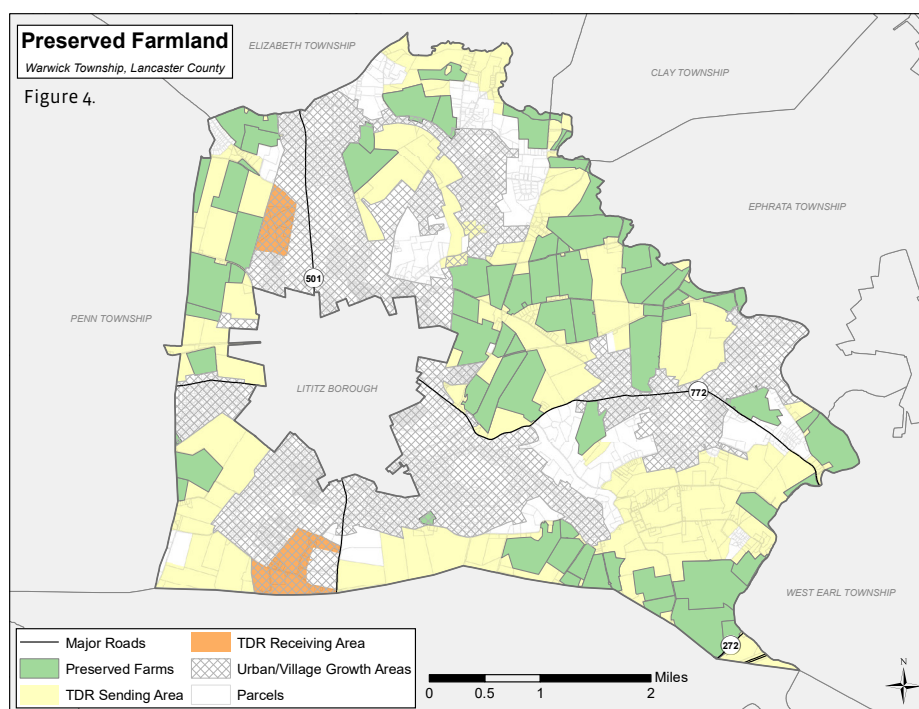 Preserved Farmland
Warwick Township, Lancaster County
Figure 4.
ELIZABETH TOWNSHIP
CLAY TOWNSHIP
EPHRATA TOWNSHIP
501
PENN TOWNSHIP
LITITZ BOROUGH
772
WEST EARL TOWNSHIP
272
Major Roads
Preserved Farms
TDR Sending Area
TDR Receiving Area
Urban/Village Growth Areas
Parcels
Miles
0 0.5 1 2
N